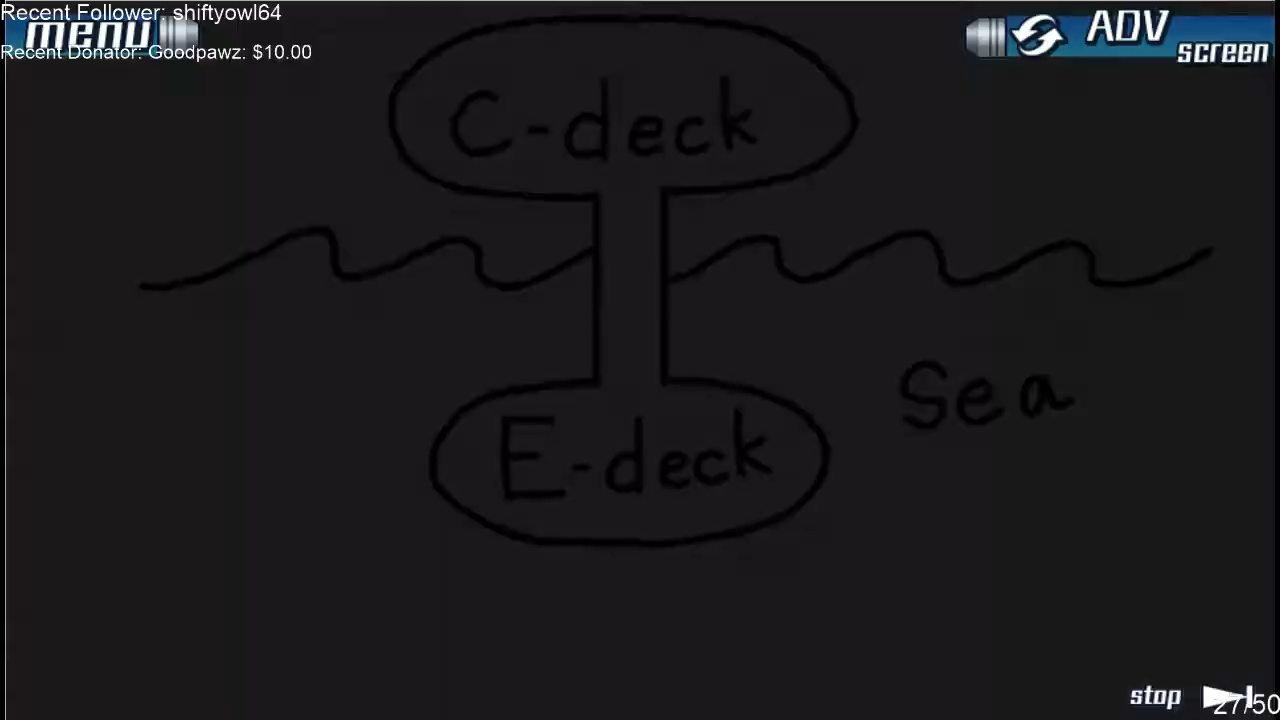 Recent Follower: shiftyowl64
menu
Recent Donator: Goodpawz: $10.00
ADV
screen
C-deck
Sea
E-deck
stop
27/50